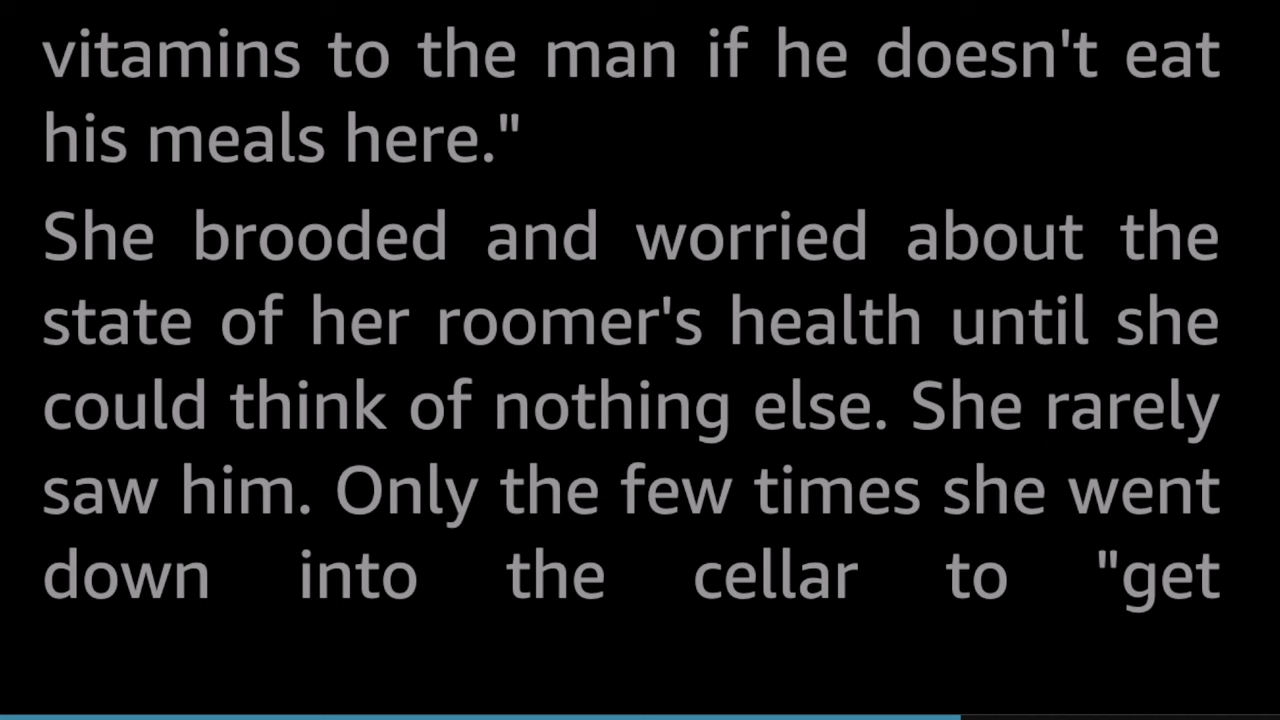 vitamins to the man if he doesn't eat
his meals here."
She brooded and worried about the
state of her roomer's health until she
could think of nothing else. She rarely
saw him. Only the few times she went
down into the cellar to "get